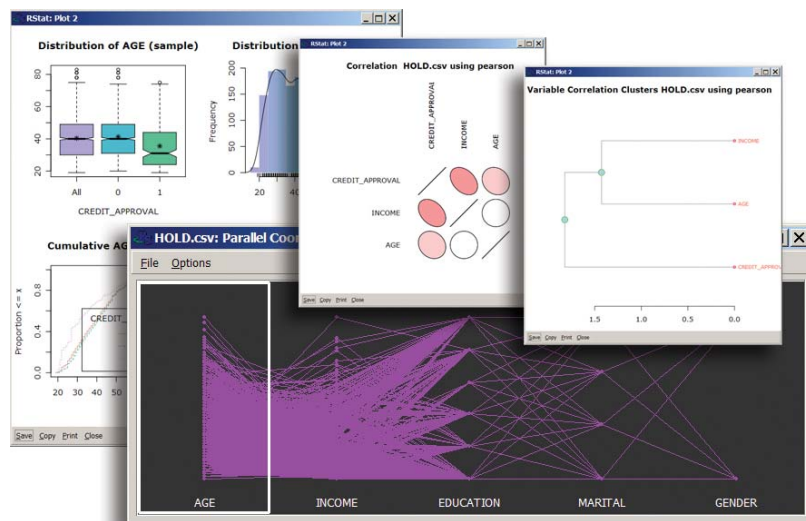 RStat: Plot 2
Distribution of AGE (sample)
Distribution
80
60
40
20
All 0 1
CREDIT_APPROVAL
Frequency
200
150
100
50
0
20 40
Cumulative AG
Proportion <= x
0.8
0.4
0.0
CREDIT_
20 30 40 50
Save Copy Print Close
RStat: Plot 2
Correlation HOLD.csv using pearson
CREDIT_APPROVAL
INCOME
AGE
CREDIT_APPROVAL
INCOME
AGE
Save Copy Print Close
RStat: Plot 2
Variable Correlation Clusters HOLD.csv using pearson
INCOME
AGE
CREDIT_APPROVA
1.5 1.0 0.5 0.0
Save Copy Print Close
HOLD.csv: Parallel Coor
File Options
AGE INCOME EDUCATION MARITAL GENDER